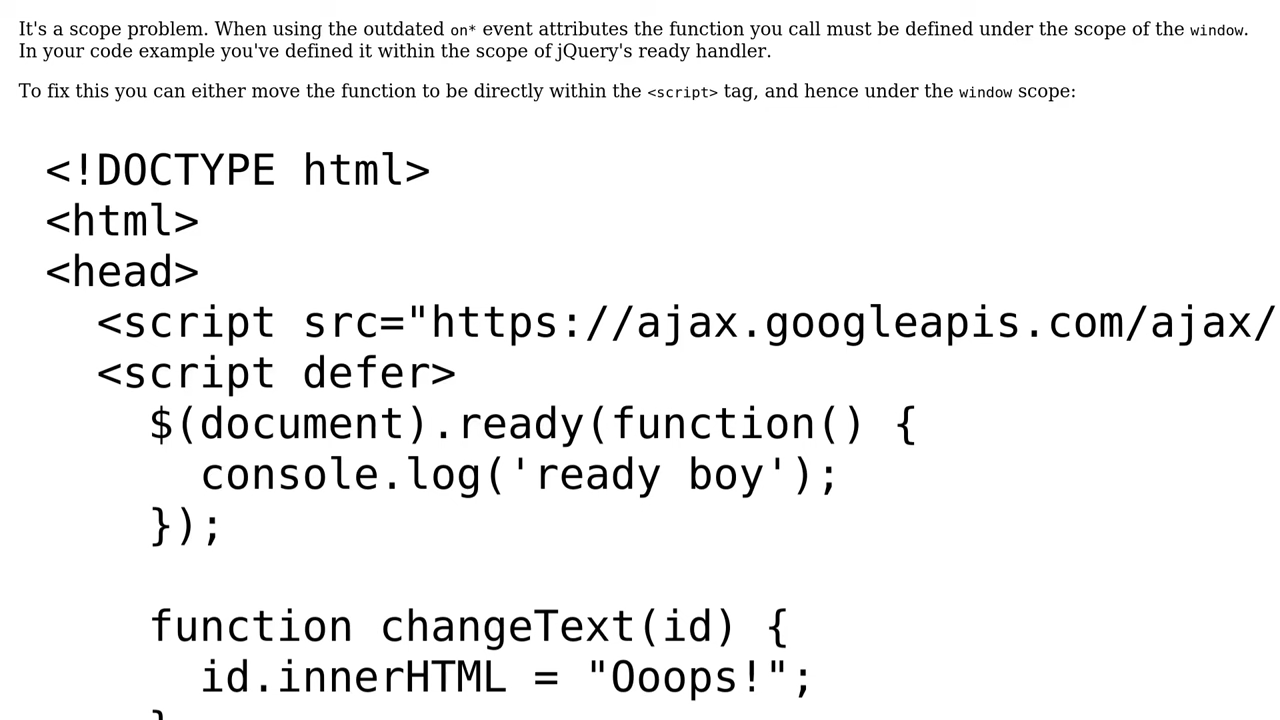 It's a scope problem. When using the outdated on* event attributes the function you call must be defined under the scope of the window.
In your code example you've defined it within the scope of jQuery's ready handler.
To fix this you can either move the function to be directly within the <script> tag, and hence under the window scope:
<!DOCTYPE html>
<html>
<head>
  <script src="https://ajax.googleapis.com/ajax/
  <script defer>
    $(document).ready(function() {
      console.log('ready boy');
    });

    function changeText(id) {
      id.innerHTML = "Ooops!";
    }